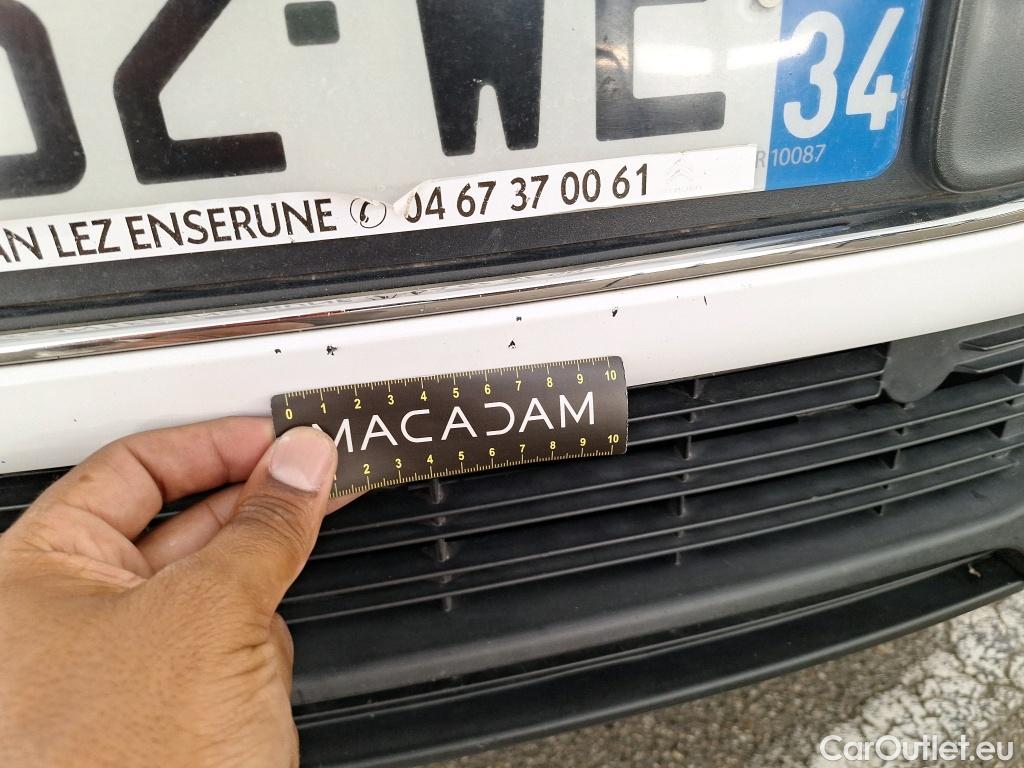 62-WE 34
R 10087
AN LEZ ENSERUNE 04 67 37 00 61
0 1 2 3 4 5 6 7 8 9 10
MACADAM
2 3 4 5 6 7 8 9 10
CarOutlet.eu